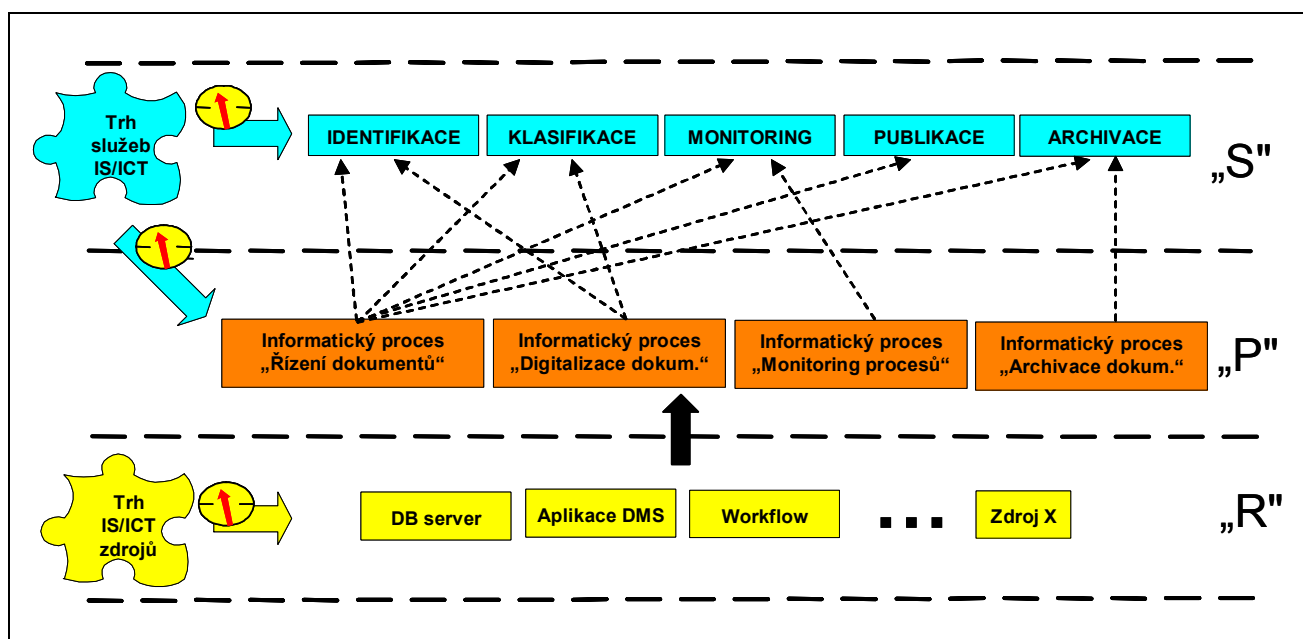 Trh
služeb
IS/ICT
IDENTIFIKACE
KLASIFIKACE
MONITORING
PUBLIKACE
ARCHIVACE
„S"
Informatický proces
„Řízení dokumentů“
Informatický proces
„Digitalizace dokum.“
Informatický proces
„Monitoring procesů“
Informatický proces
„Archivace dokum.“
„P"
Trh
IS/ICT
zdrojů
DB server
Aplikace DMS
Workflow
...
Zdroj X
„R"